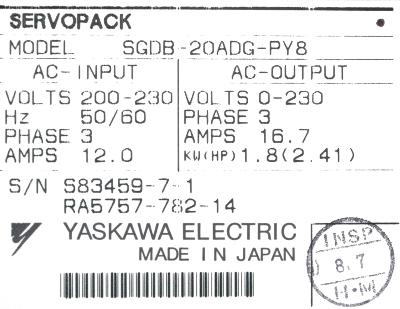 SERVOPACK
MODEL SGDB-20ADG-PY8
AC-INPUT
VOLTS 200-230
Hz 50/60
PHASE 3
AMPS 12.0
AC-OUTPUT
VOLTS 0-230
PHASE 3
AMPS 16.7
KW(HP) 1.8(2.41)
S/N S83459-7-1
RA5757-782-14
YASKAWA ELECTRIC
MADE IN JAPAN
INSP
8.7
H·M